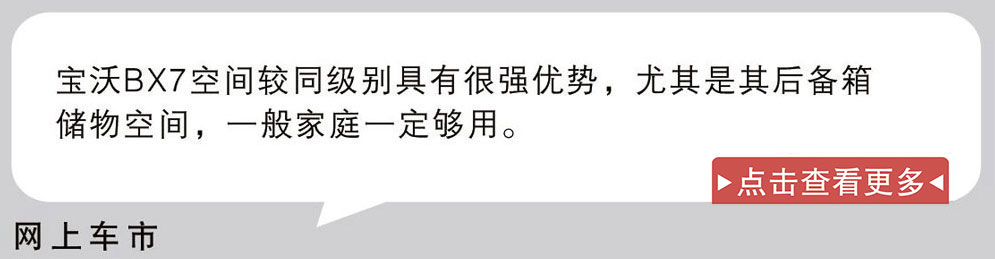 宝沃BX7空间较同级别具有很强优势，尤其是其后备箱
储物空间，一般家庭一定够用。
点击查看更多
网上车市